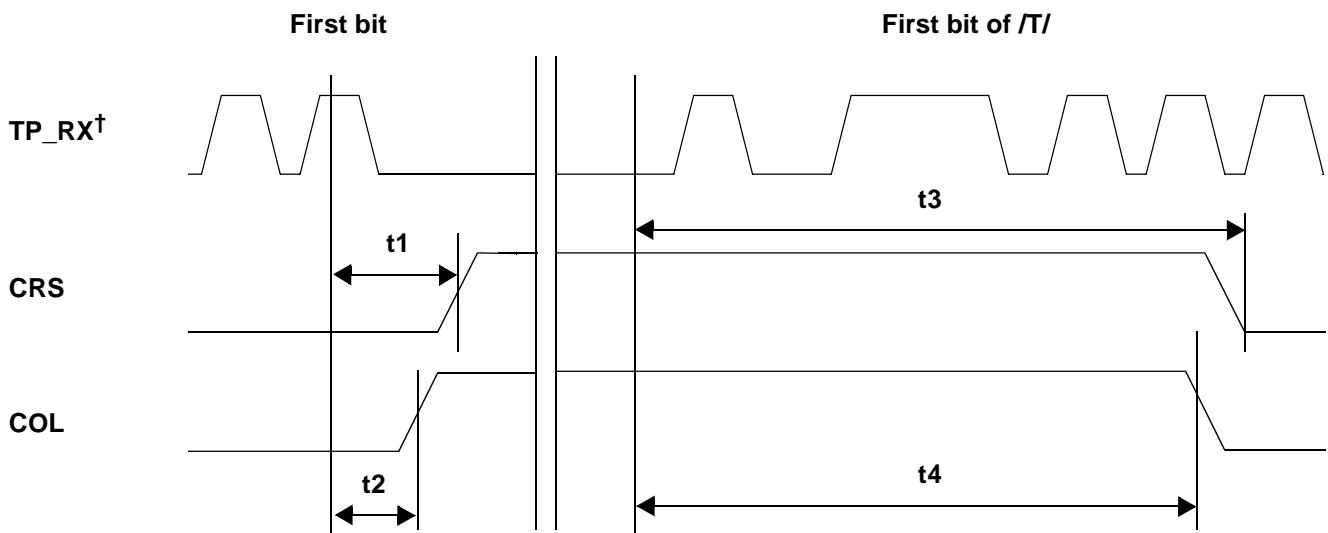 First bit
First bit of /T/
TP_RX†
t3
t1
CRS
COL
t2
t4